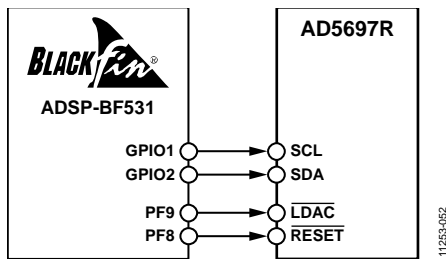 BLACKfin®
ADSP-BF531
AD5697R
GPIO1
GPIO2
PF9
PF8
SCL
SDA
LDAC
RESET
11253-052